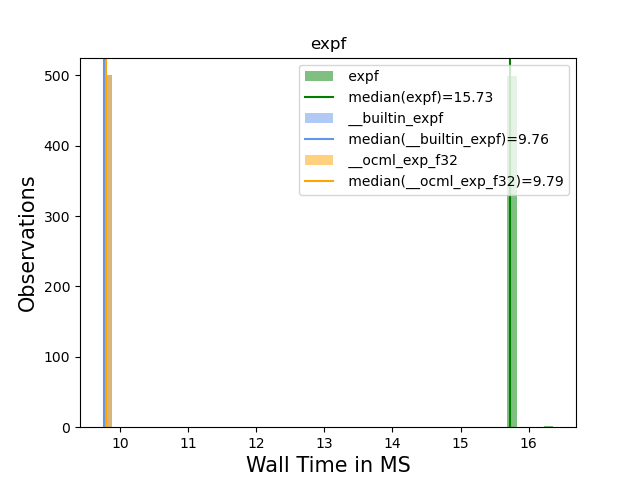 expf
500
400
300
200
100
0
Observations
expf
median(expf)=15.73
__builtin_expf
median(__builtin_expf)=9.76
__ocml_exp_f32
median(__ocml_exp_f32)=9.79
10 11 12 13 14 15 16
Wall Time in MS